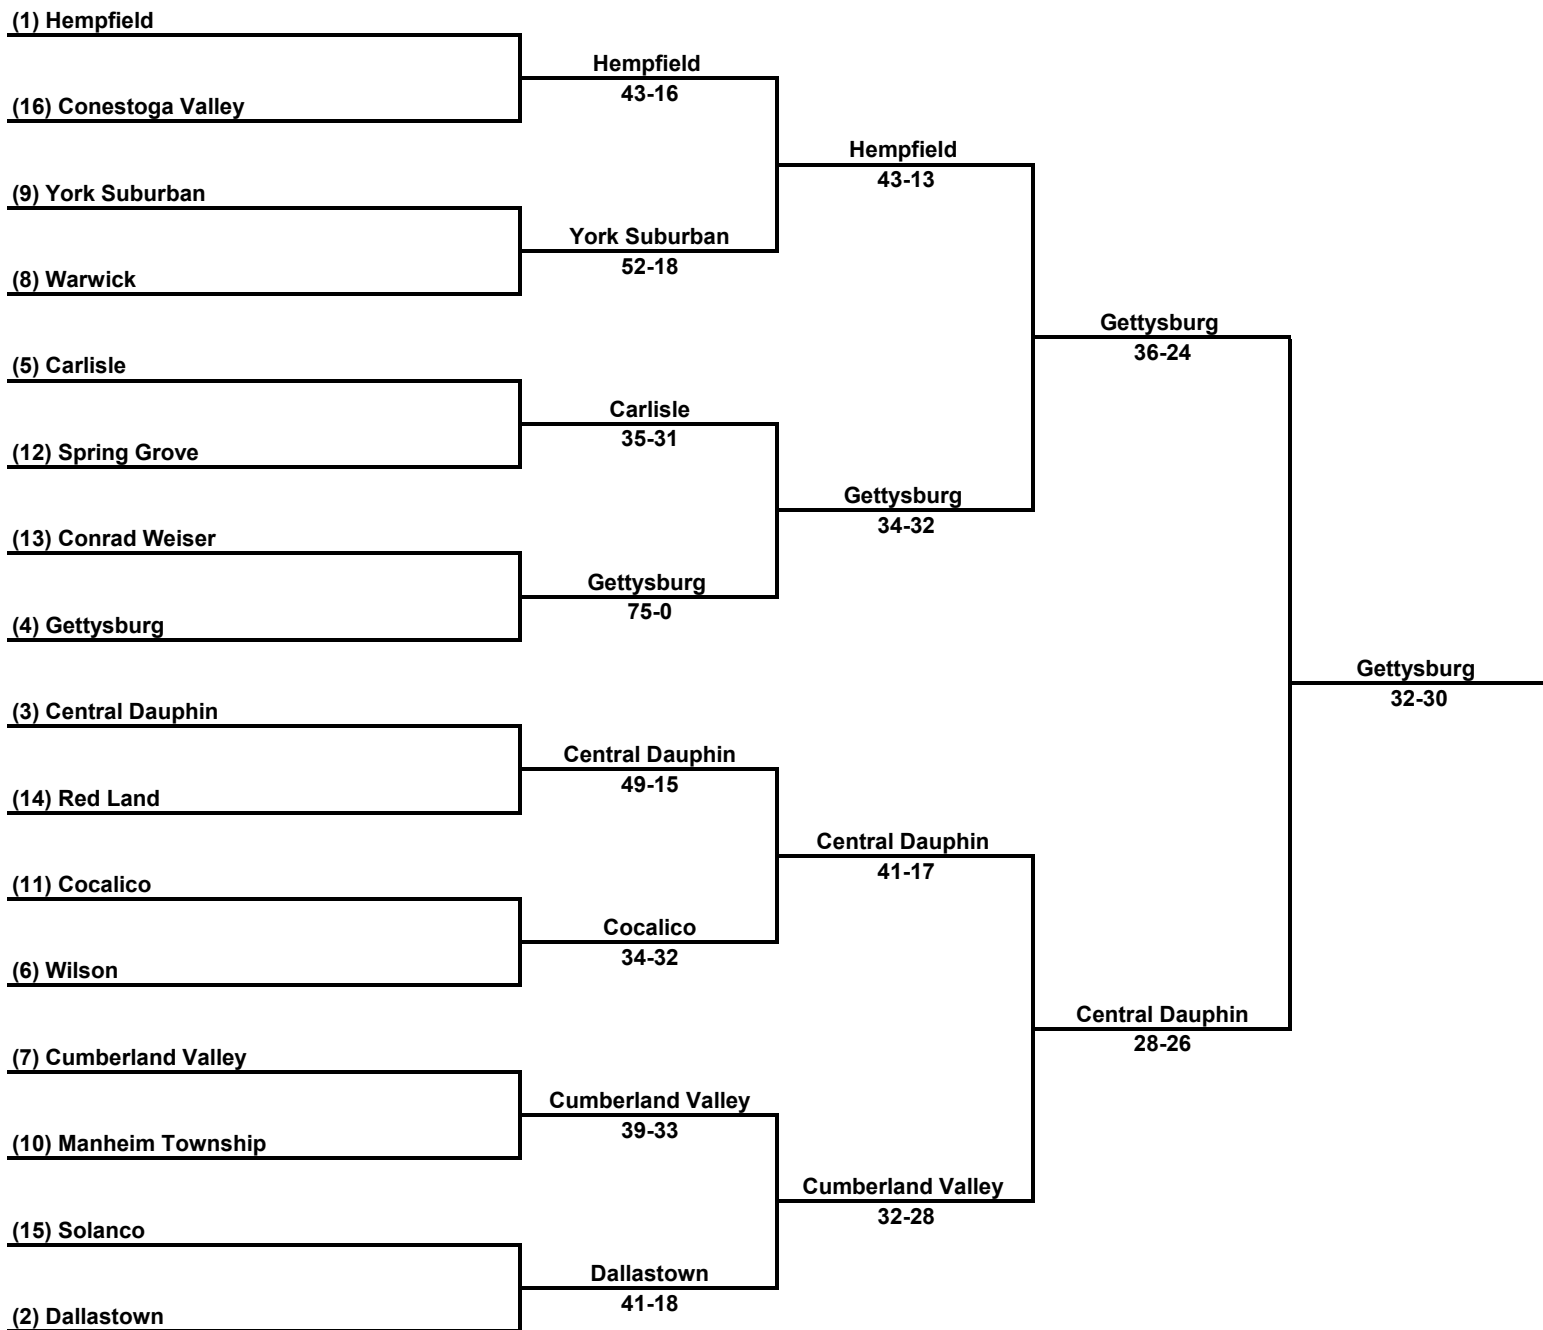 (1) Hempfield
Hempfield
43-16
(16) Conestoga Valley
Hempfield
43-13
(9) York Suburban
York Suburban
52-18
(8) Warwick
Gettysburg
36-24
(5) Carlisle
Carlisle
35-31
(12) Spring Grove
Gettysburg
34-32
(13) Conrad Weiser
Gettysburg
75-0
(4) Gettysburg
Gettysburg
32-30
(3) Central Dauphin
Central Dauphin
49-15
(14) Red Land
Central Dauphin
41-17
(11) Cocalico
Cocalico
34-32
(6) Wilson
Central Dauphin
28-26
(7) Cumberland Valley
Cumberland Valley
39-33
(10) Manheim Township
Cumberland Valley
32-28
(15) Solanco
Dallastown
41-18
(2) Dallastown